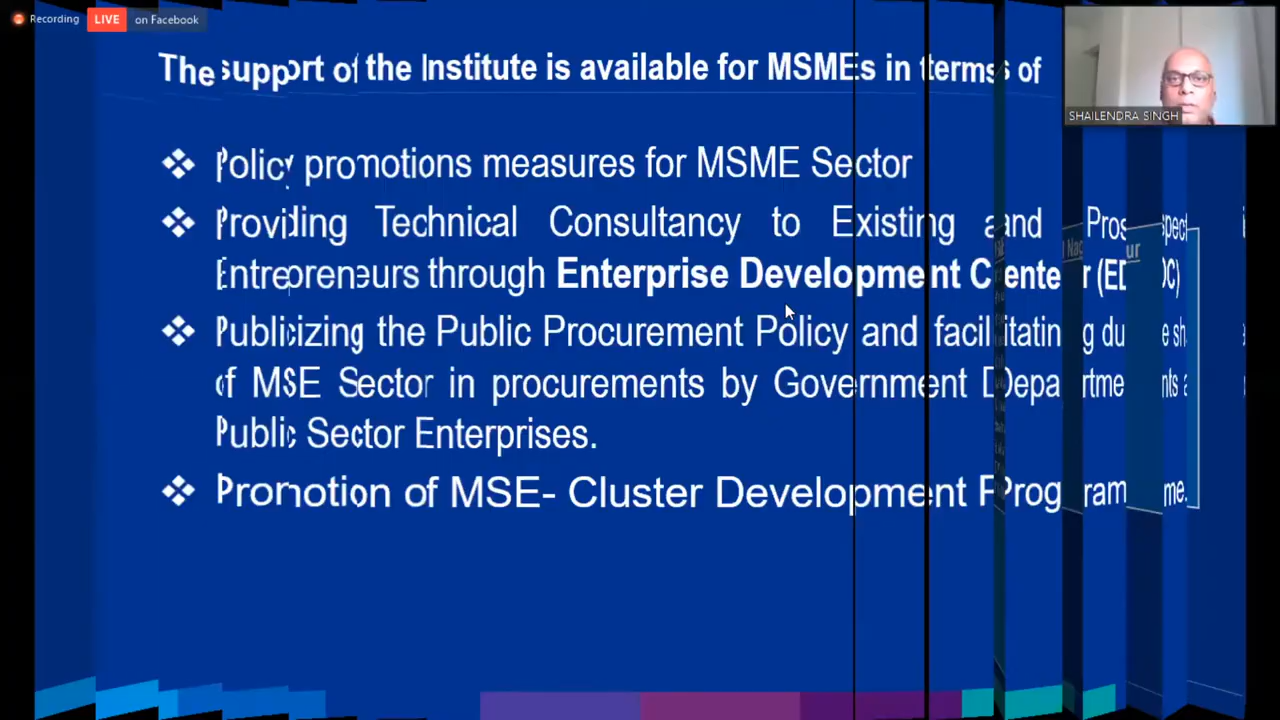 Recording
LIVE on Facebook
The support of the Institute is available for MSMEs in terms of
SHAILENDRA SINGH
Policy promotions measures for MSME Sector
Providing Technical Consultancy to Existing and
Entrepreneurs through Enterprise Development Center (EDC)
Publicizing the Public Procurement Policy and facilitating
of MSE Sector in procurements by Government Departments
Public Sector Enterprises.
Promotion of MSE- Cluster Development Programme.